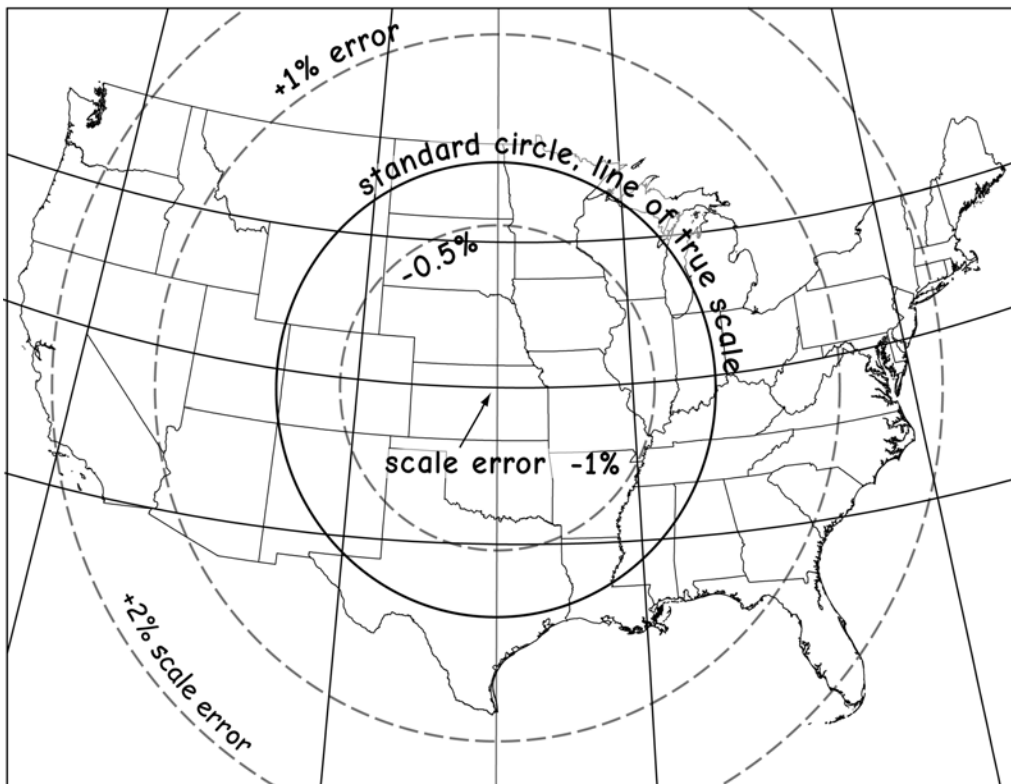 +1% error
standard circle, line of true scale
-0.5%
scale error -1%
+2% scale error